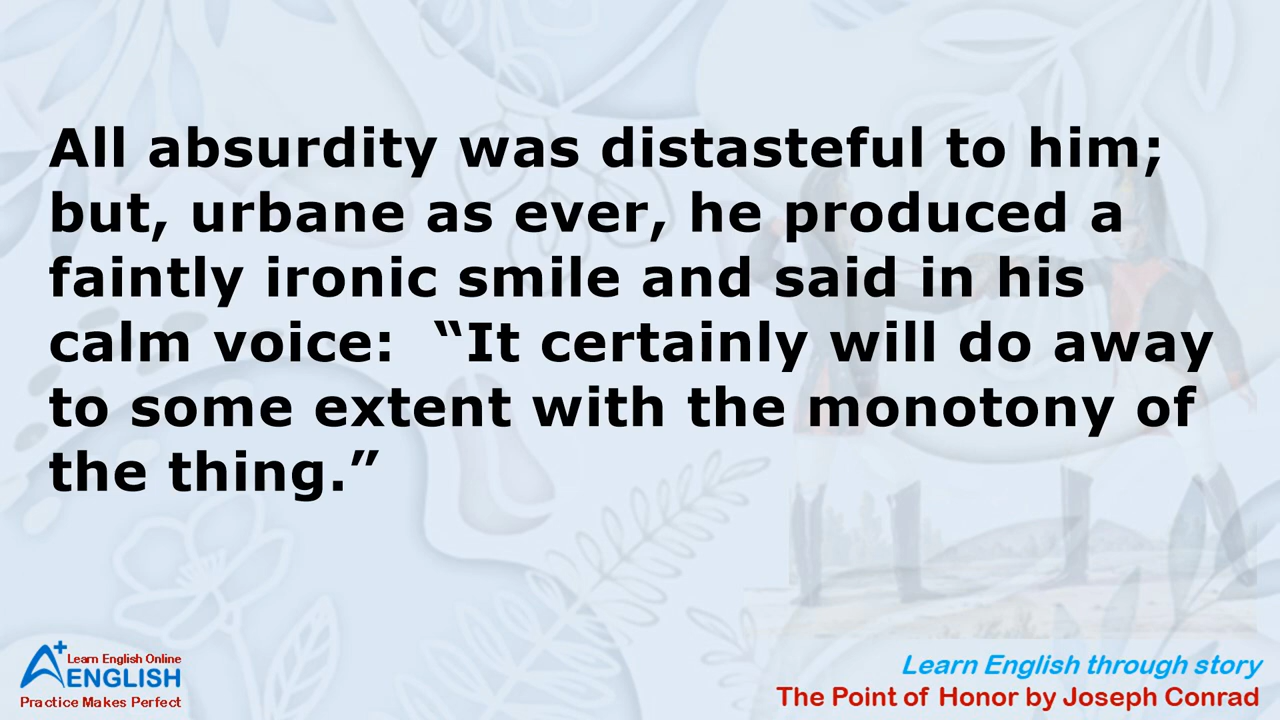 All absurdity was distasteful to him;
but, urbane as ever, he produced a
faintly ironic smile and said in his
calm voice:  “It certainly will do away
to some extent with the monotony of
the thing.”
A+ Learn English Online
ENGLISH
Practice Makes Perfect
Learn English through story
The Point of Honor by Joseph Conrad